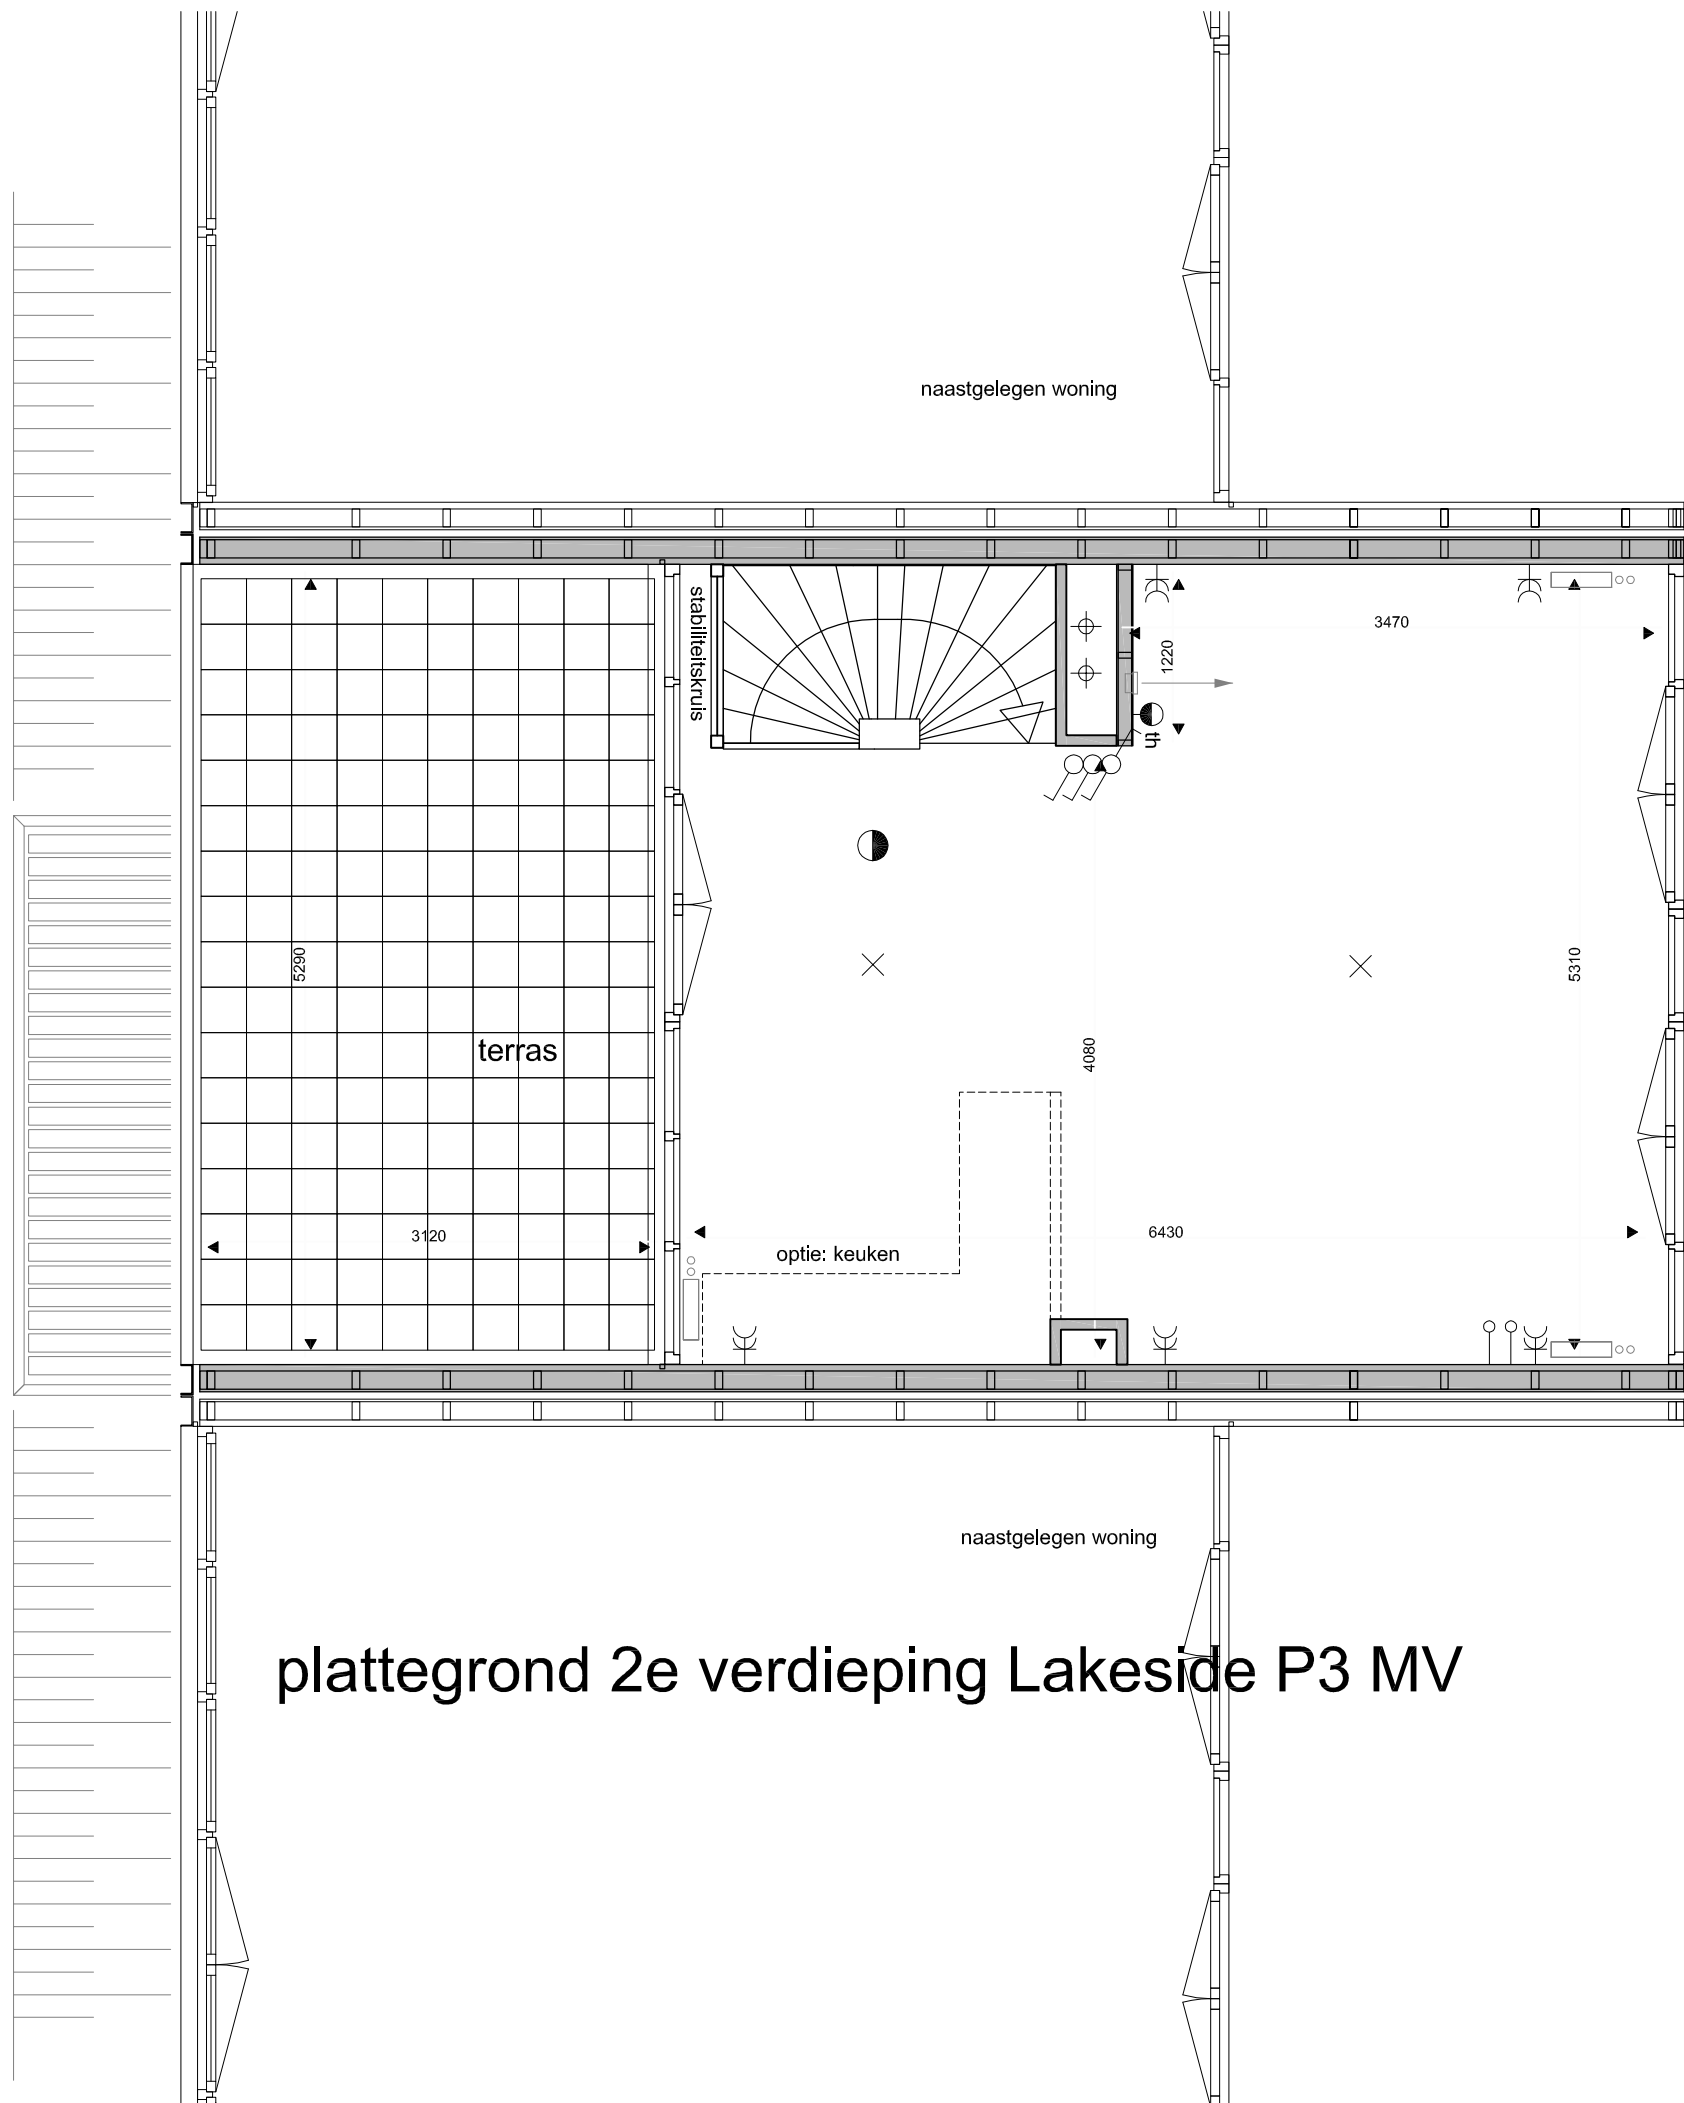 naastgelegen woning
stabiliteitskruis
3470
1220
th
5290
5310
terras
4080
3120
6430
optie: keuken
naastgelegen woning
plattegrond 2e verdieping Lakeside P3 MV